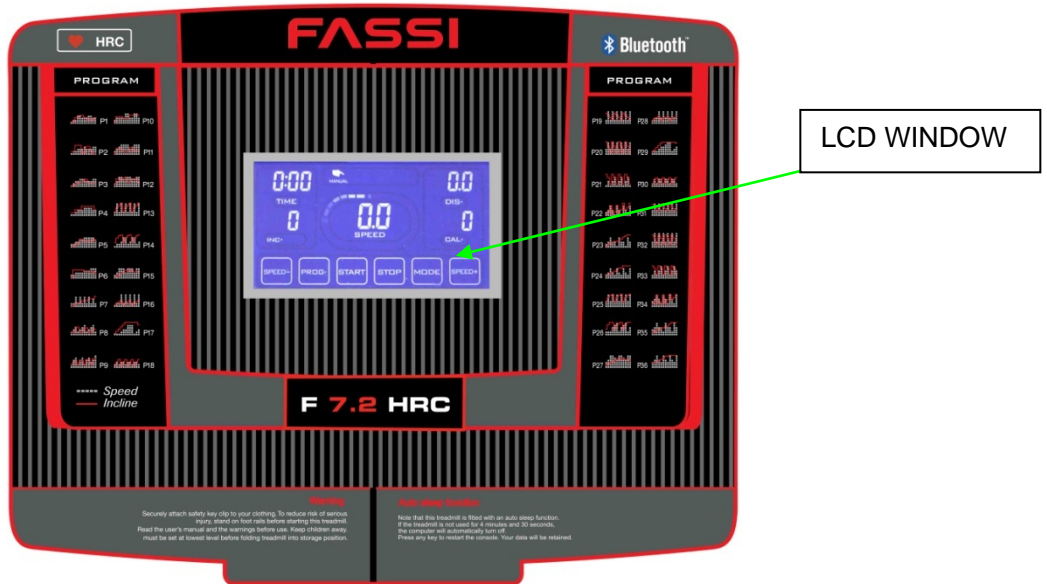 HRC
FASSI
Bluetooth™
PROGRAM
P1 P10
P2 P11
P3 P12
P4 P13
P5 P14
P6 P15
P7 P16
P8 P17
P9 P18
Speed
Incline
0:00
TIME
MANUAL
0.0
DIS.
0
INC.
0.0
SPEED
0
CAL.
SPEED-
PROG.
START
STOP
MODE
SPEED+
F 7.2 HRC
PROGRAM
P19 P28
P20 P29
P21 P30
P22 P31
P23 P32
P24 P33
P25 P34
P26 P35
P27 P36
LCD WINDOW
Warning
Securely attach safety key clip to your clothing. To reduce risk of serious
injury, stand on foot rails before starting this treadmill.
Read the user's manual and the warnings before use. Keep children away.
must be set at lowest level before folding treadmill into storage position.
Auto sleep function
Note that this treadmill is fitted with an auto sleep function.
If the treadmill is not used for 4 minutes and 30 seconds,
the computer will automatically turn off.
Press any key to restart the console. Your data will be retained.